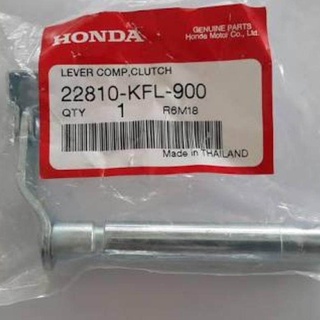 HONDA
GENUINE PARTS
Honda Motor Co., Ltd.
LEVER COMP,CLUTCH
22810-KFL-900
QTY 1 R6M18
Made in THAILAND